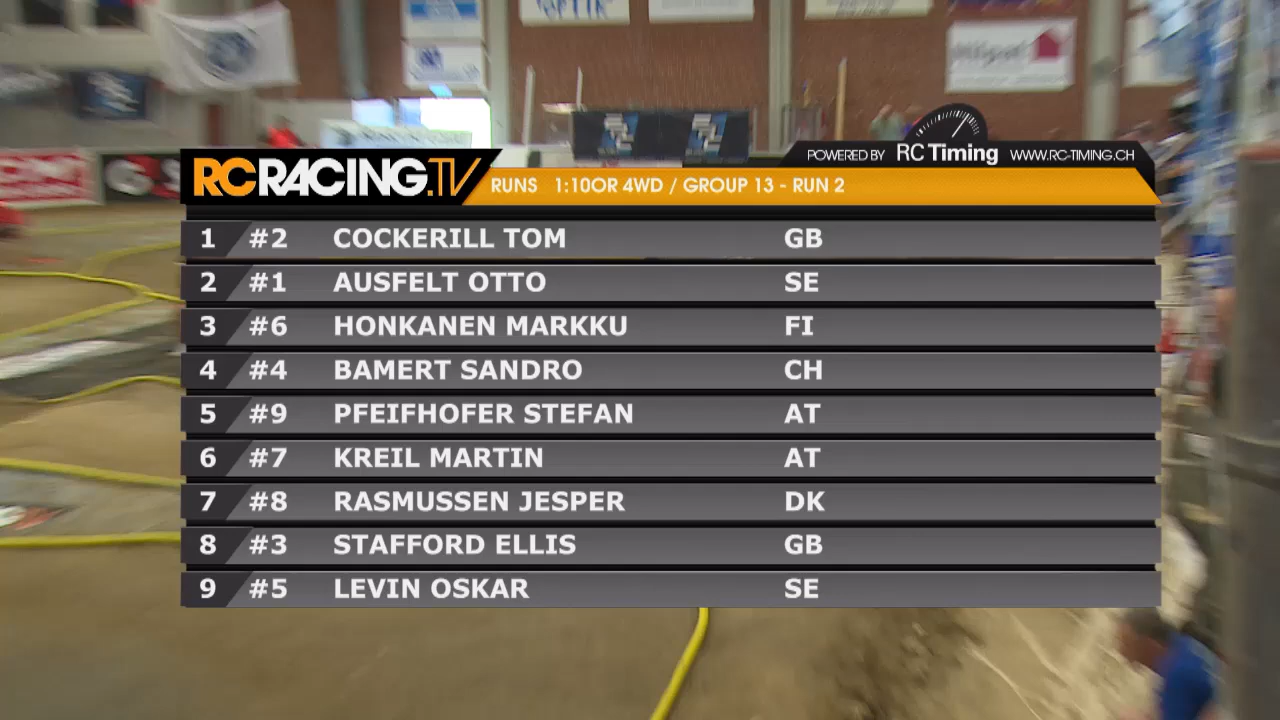 OPTIK
RCRACING.TV
POWERED BY RC Timing WWW.RC-TIMING.CH
RUNS 1:10OR 4WD / GROUP 13 - RUN 2
1 #2 COCKERILL TOM GB
2 #1 AUSFELT OTTO SE
3 #6 HONKANEN MARKKU FI
4 #4 BAMERT SANDRO CH
5 #9 PFEIFHOFER STEFAN AT
6 #7 KREIL MARTIN AT
7 #8 RASMUSSEN JESPER DK
8 #3 STAFFORD ELLIS GB
9 #5 LEVIN OSKAR SE